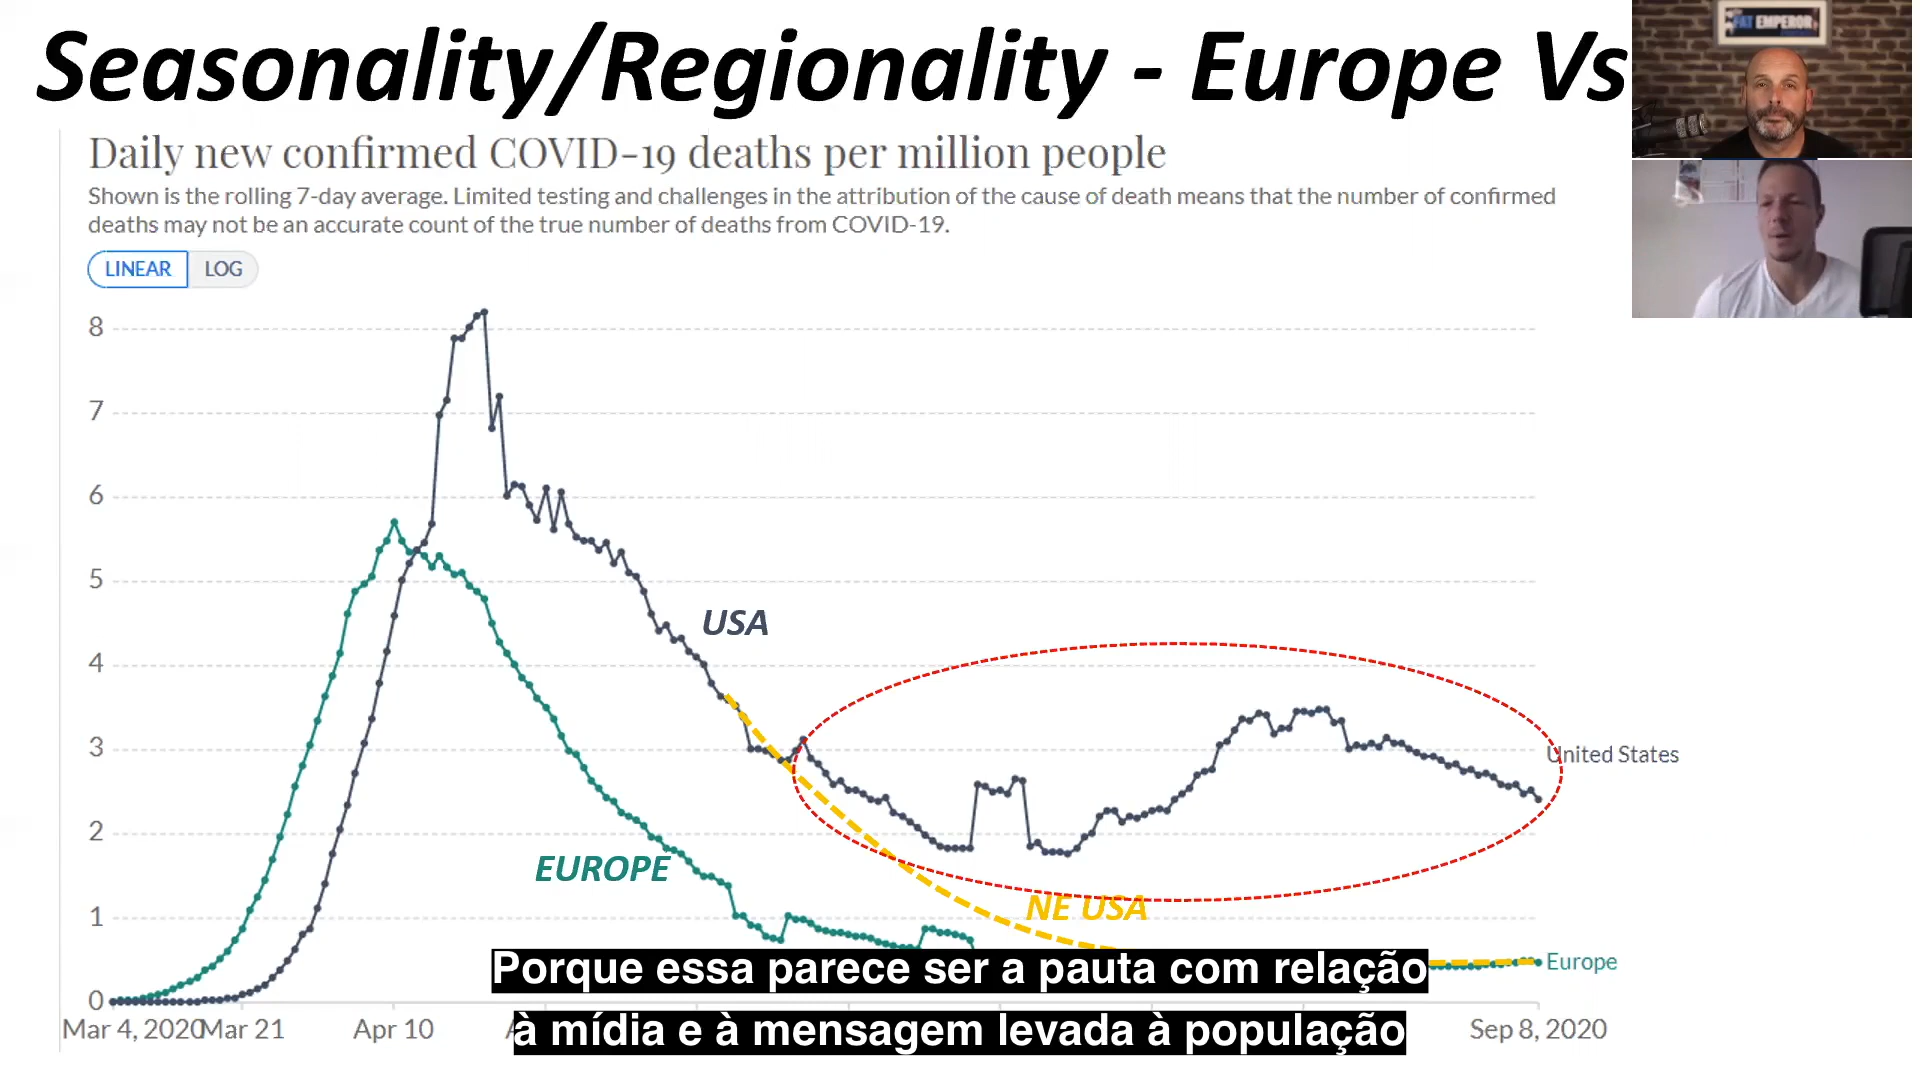 Seasonality/Regionality - Europe Vs
FAT EMPEROR
Daily new confirmed COVID-19 deaths per million people
Shown is the rolling 7-day average. Limited testing and challenges in the attribution of the cause of death means that the number of confirmed
deaths may not be an accurate count of the true number of deaths from COVID-19.
LINEAR LOG
8
7
6
5
USA
4
3
United States
2
EUROPE
NE USA
1
Europe
0
Mar 4, 2020 Mar 21 Apr 10 Sep 8, 2020
Porque essa parece ser a pauta com relação
à mídia e à mensagem levada à população